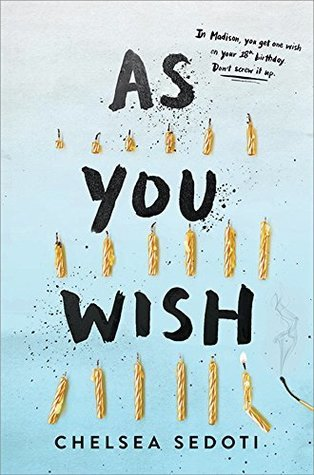 In Madison, you get one wish
on your 18th birthday.
Don't screw it up.
AS
YOU
WISH
CHELSEA SEDOTI